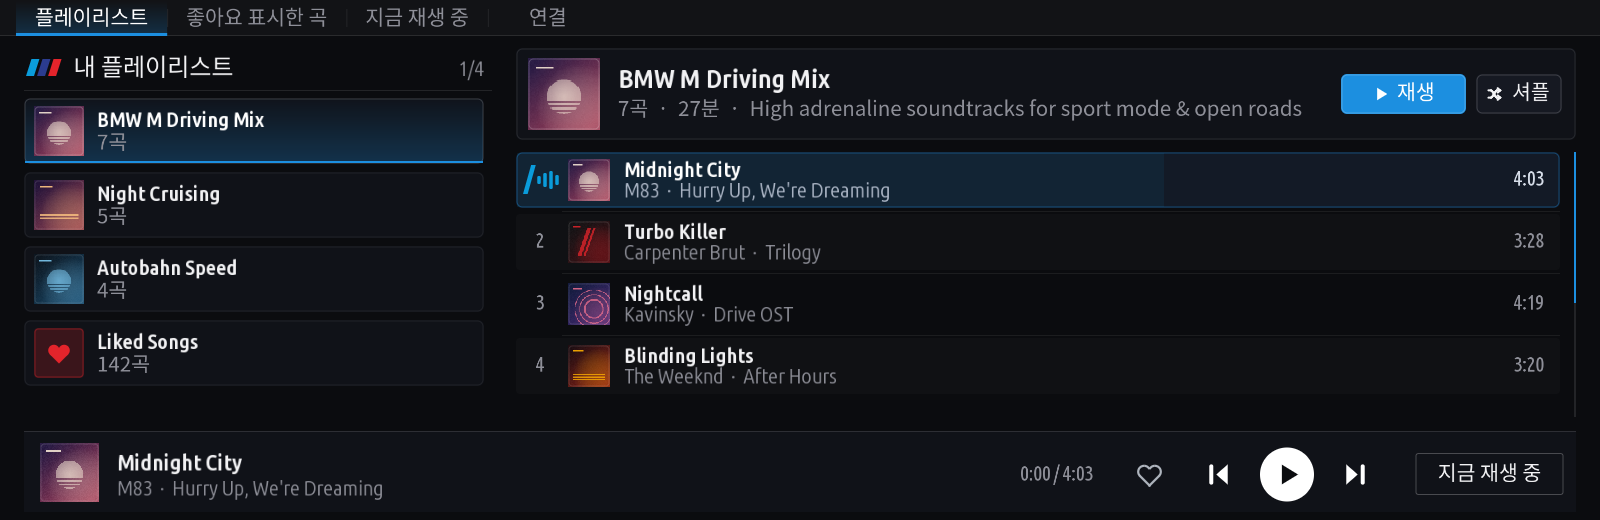 플레이리스트 좋아요 표시한 곡 지금 재생 중 연결
내 플레이리스트 1/4
BMW M Driving Mix
7곡
Night Cruising
5곡
Autobahn Speed
4곡
Liked Songs
142곡
BMW M Driving Mix
7곡 · 27분 · High adrenaline soundtracks for sport mode & open roads
재생 셔플
Midnight City
M83 · Hurry Up, We're Dreaming
4:03
2
Turbo Killer
Carpenter Brut · Trilogy
3:28
3
Nightcall
Kavinsky · Drive OST
4:19
4
Blinding Lights
The Weeknd · After Hours
3:20
Midnight City
M83 · Hurry Up, We're Dreaming
0:00 / 4:03
지금 재생 중